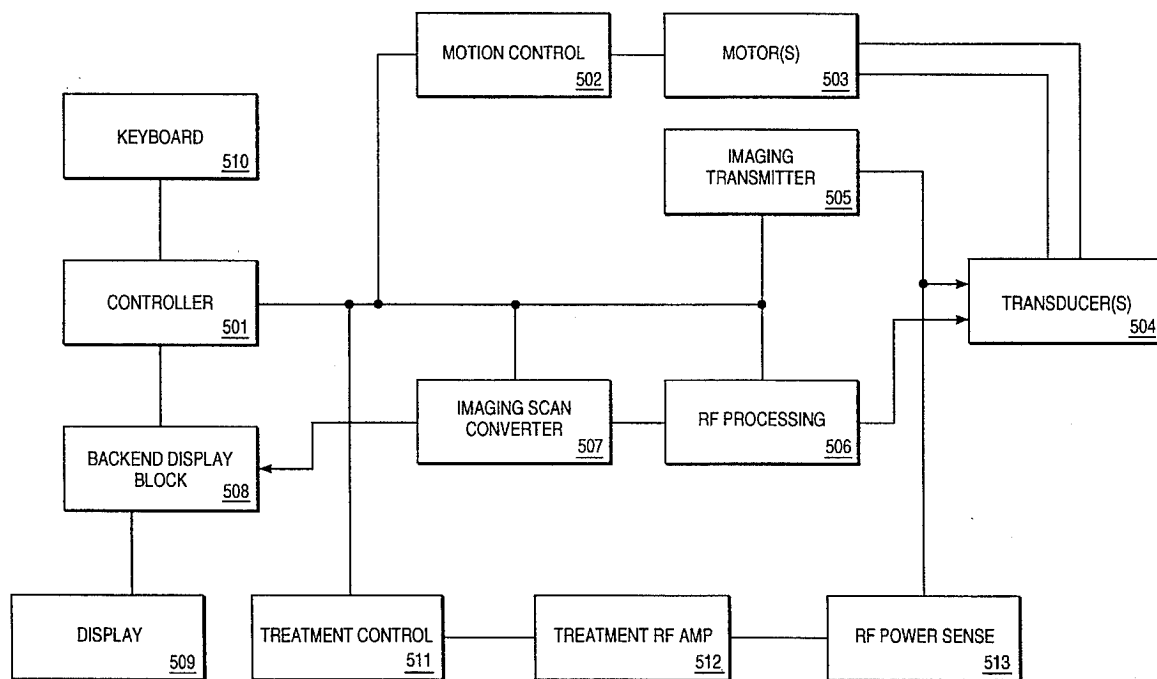 MOTION CONTROL
502
MOTOR(S)
503
KEYBOARD
510
IMAGING
TRANSMITTER
505
CONTROLLER
501
TRANSDUCER(S)
504
BACKEND DISPLAY
BLOCK
508
IMAGING SCAN
CONVERTER
507
RF PROCESSING
506
DISPLAY
509
TREATMENT CONTROL
511
TREATMENT RF AMP
512
RF POWER SENSE
513